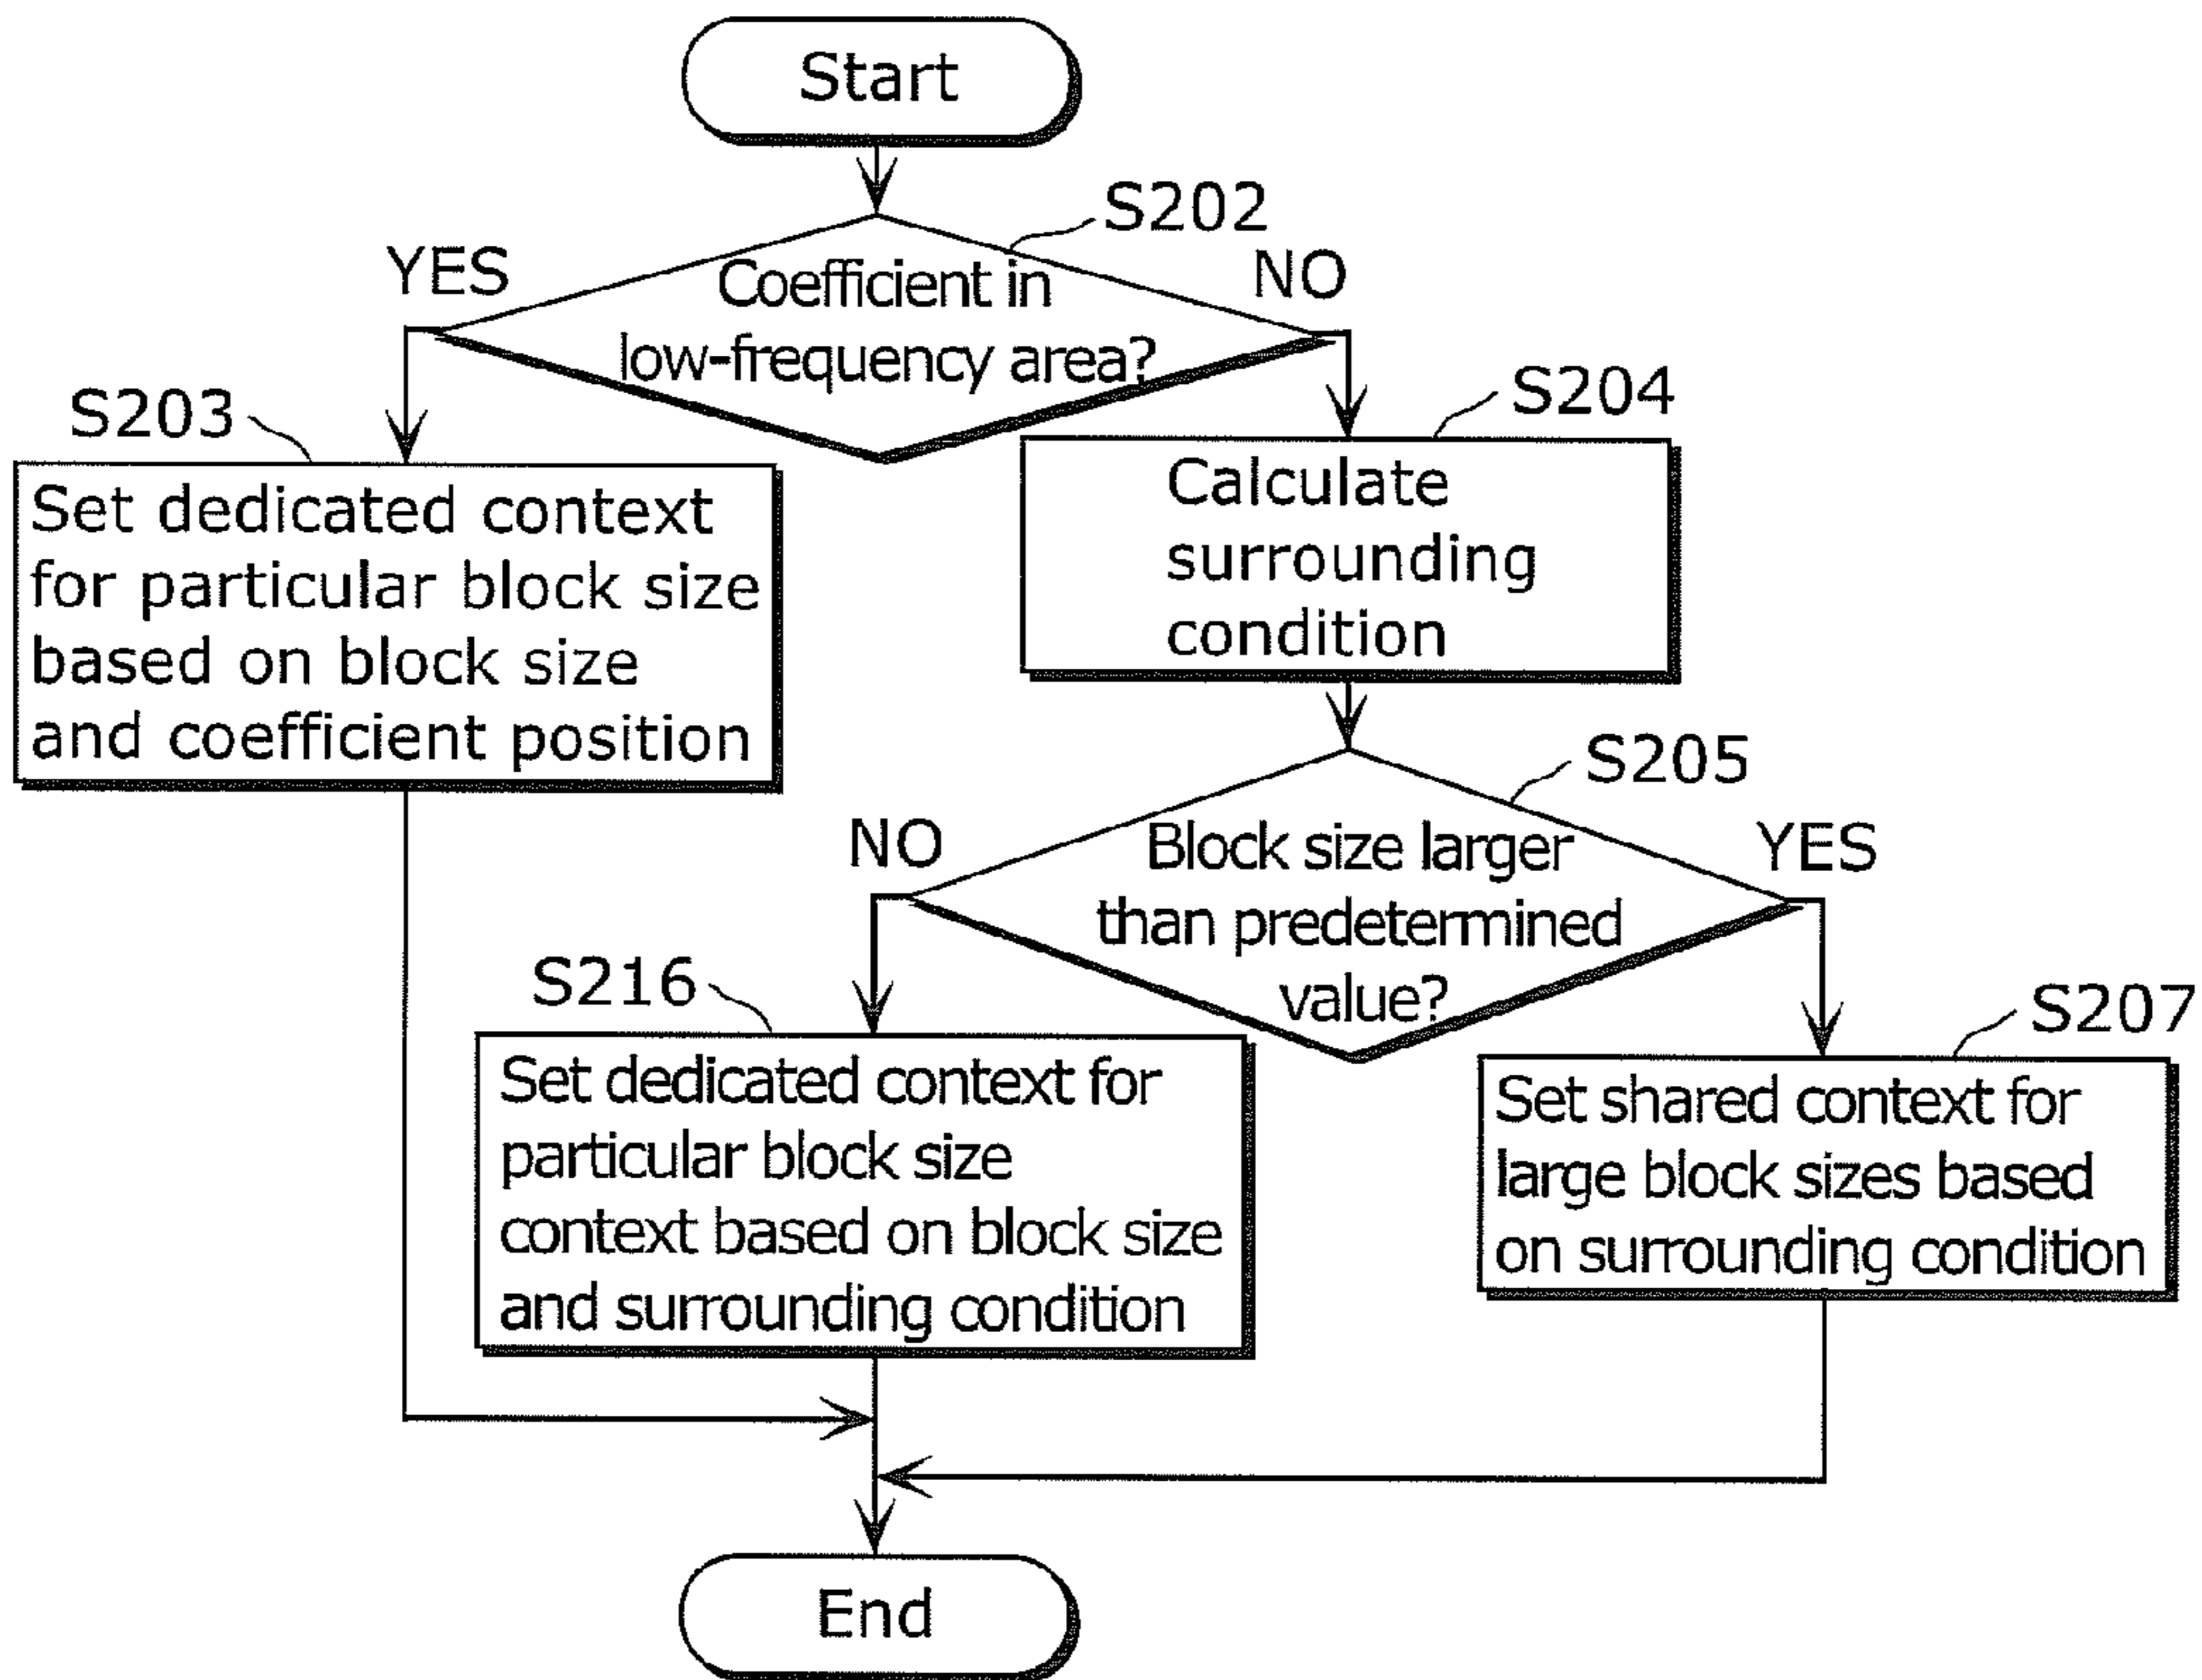 Start
S202
YES
NO
Coefficient in
low-frequency area?
S203
S204
Set dedicated context
for particular block size
based on block size
and coefficient position
Calculate
surrounding
condition
S205
NO
YES
Block size larger
than predetermined
value?
S216
S207
Set dedicated context for
particular block size
context based on block size
and surrounding condition
Set shared context for
large block sizes based
on surrounding condition
End